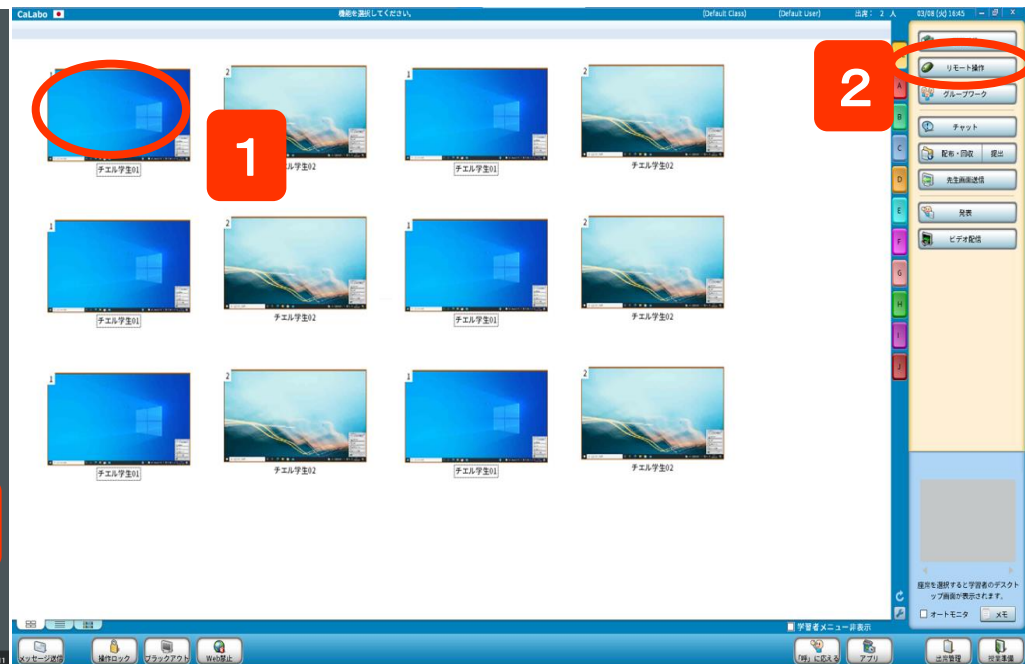 CaLabo
機能を選択してください。
(Default Class)
(Default User)
出席： 2 人
03/08 (火) 16:45
1
2
1
2
チエル学生01
ル学生02
チエル学生01
チエル学生02
1
2
1
2
チエル学生01
チエル学生02
チエル学生01
チエル学生02
1
2
1
2
チエル学生01
チエル学生02
チエル学生01
チエル学生02
1
2
A
B
C
D
E
F
G
H
I
J
リモート操作
グループワーク
チャット
配布・回収 提出
先生画面送信
発表
ビデオ配信
座席を選択すると学習者のデスクト
ップ画面が表示されます。
オートモニタ
メモ
学習者メニュー非表示
メッセージ送信
操作ロック
ブラックアウト
Web禁止
「呼」に応える
アプリ
出席管理
授業準備